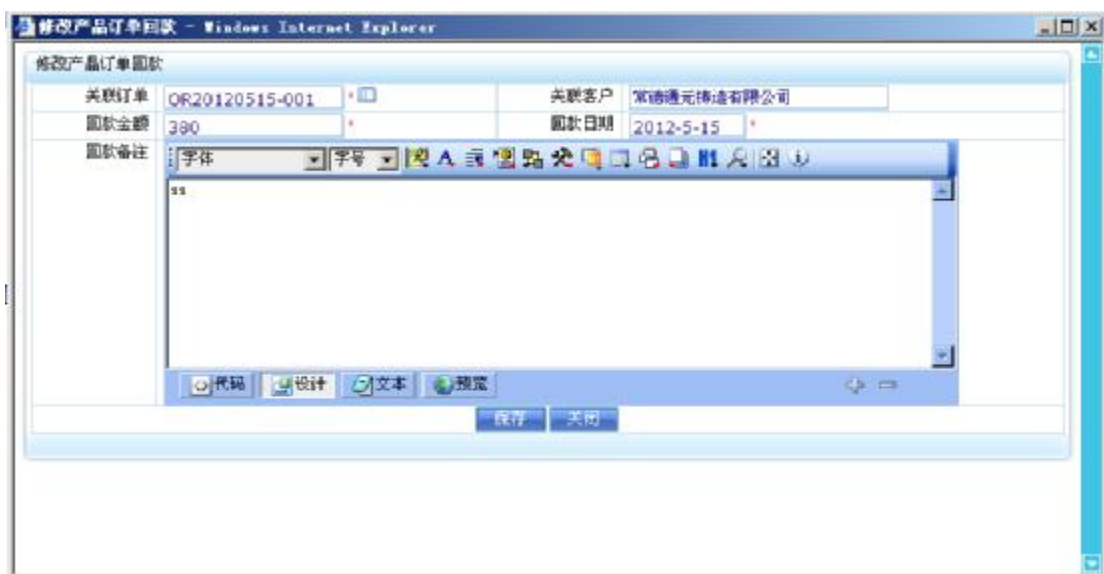 修改产品订单回款 - Windows Internet Explorer
修改产品订单回款
关联订单 OR20120515-001 * 关联客户 常德通元铸造有限公司
回款金额 380 * 回款日期 2012-5-15 *
回款备注 字体 字号 H1
ss
代码 设计 文本 预览
保存 关闭